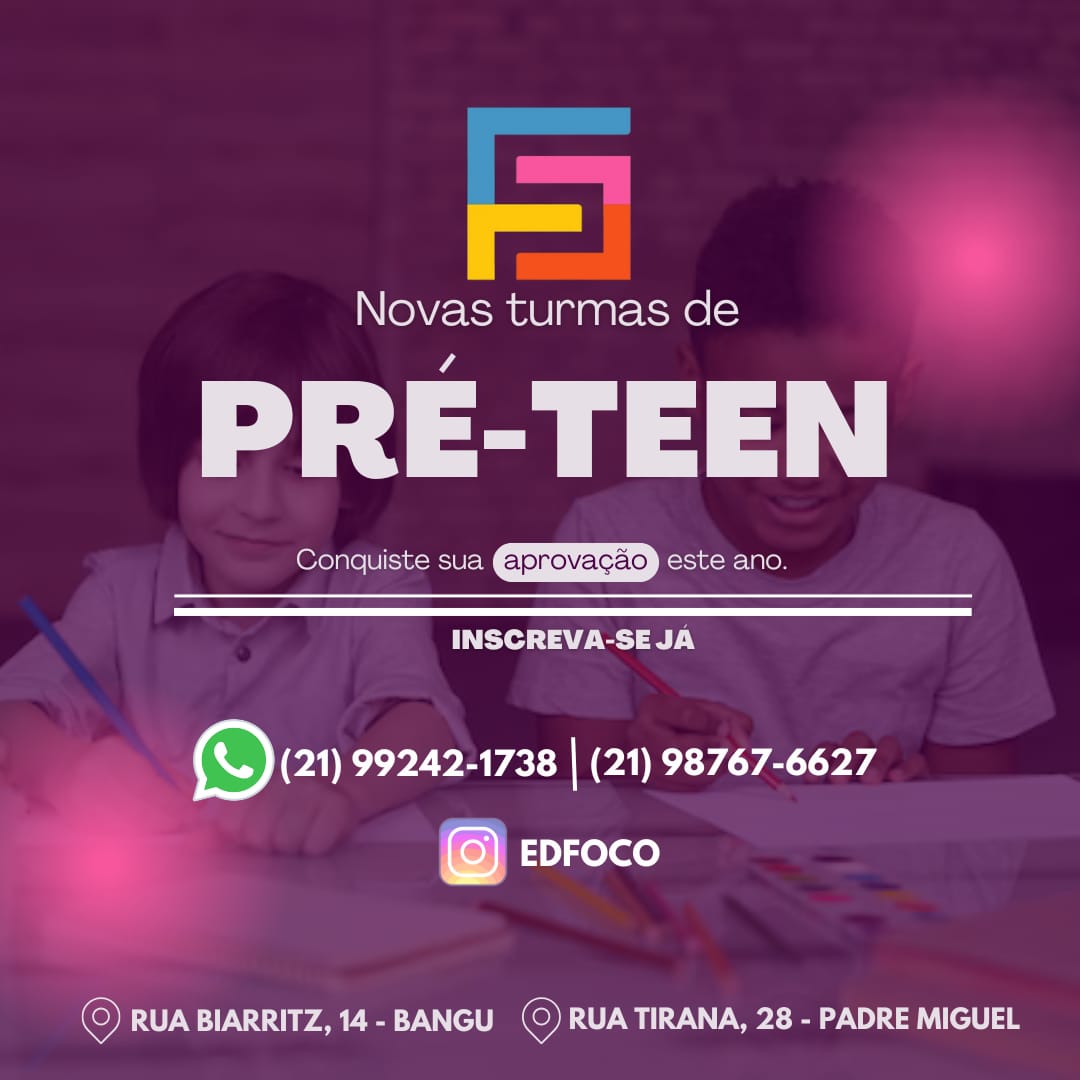 Novas turmas de
PRÉ-TEEN
Conquiste sua aprovação este ano.
INSCREVA-SE JÁ
(21) 99242-1738 | (21) 98767-6627
EDFOCO
RUA BIARRITZ, 14 - BANGU RUA TIRANA, 28 - PADRE MIGUEL